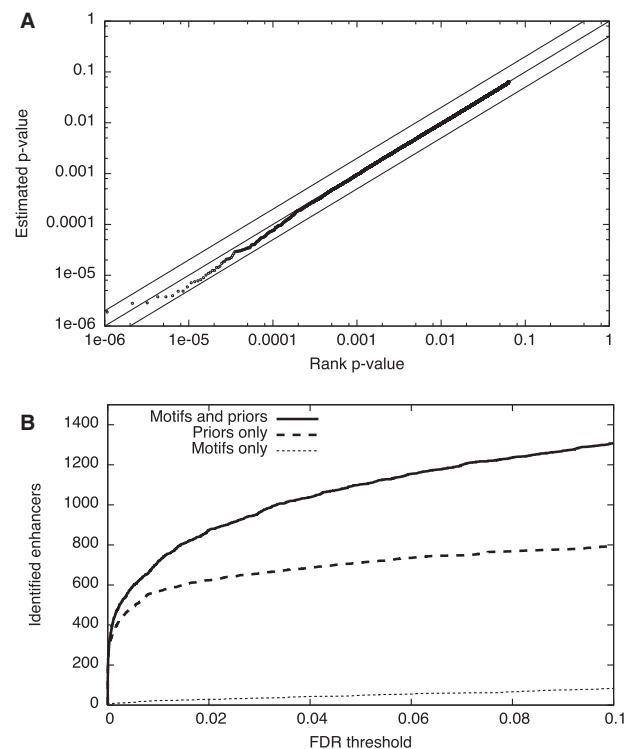 A
1
0.1
0.01
0.001
0.0001
1e-05
1e-06
Estimated p-value
1e-06 1e-05 0.0001 0.001 0.01 0.1 1
Rank p-value
B
1400
1200
1000
800
600
400
200
0
Identified enhancers
Motifs and priors
Priors only
Motifs only
0 0.02 0.04 0.06 0.08 0.1
FDR threshold